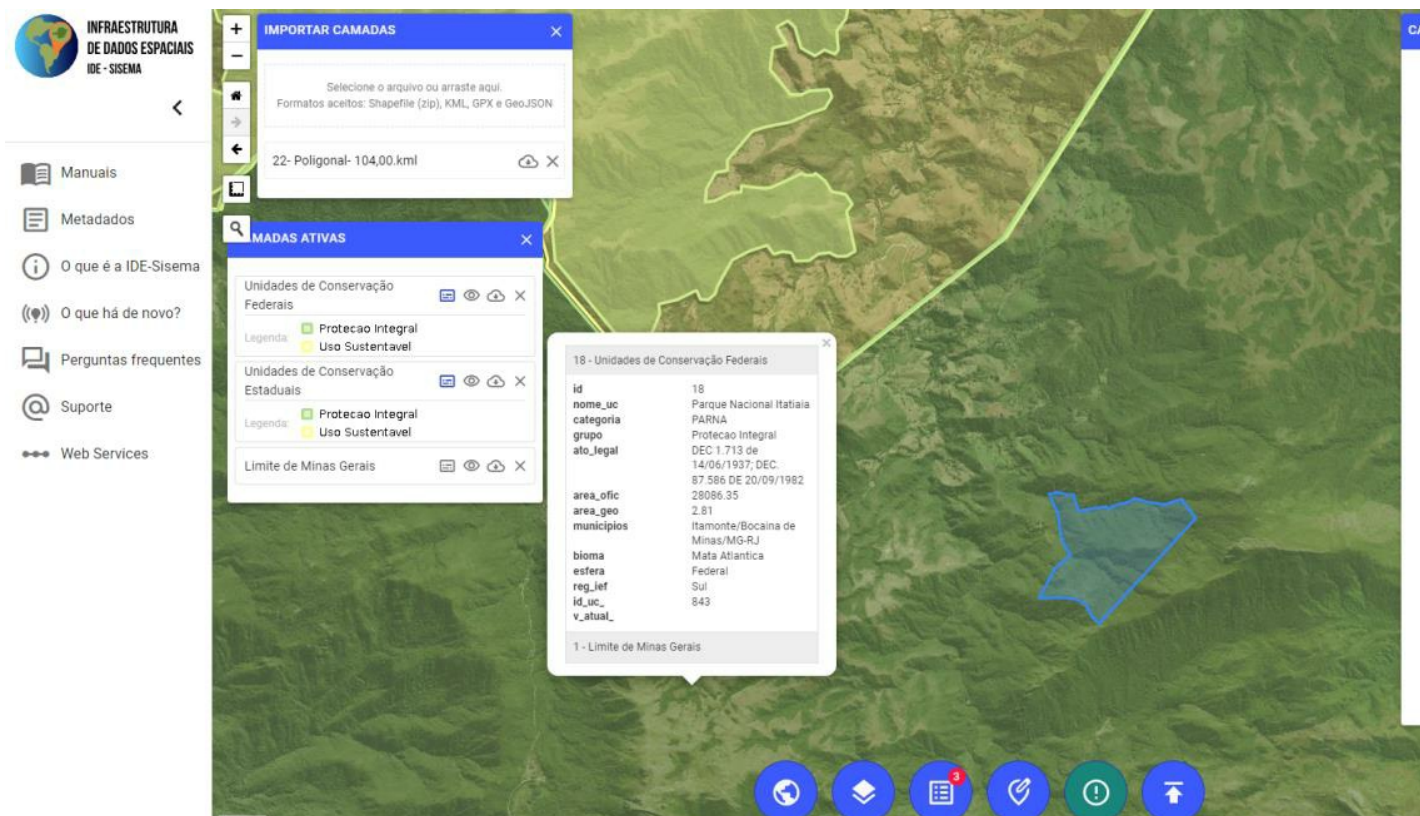 INFRAESTRUTURA
DE DADOS ESPACIAIS
IDE - SISEMA
Manuais
Metadados
O que é a IDE-Sisema
O que há de novo?
Perguntas frequentes
Suporte
Web Services
IMPORTAR CAMADAS
Selecione o arquivo ou arraste aqui.
Formatos aceitos: Shapefile (zip), KML, GPX e GeoJSON
22- Poligonal- 104,00.kml
MADAS ATIVAS
Unidades de Conservação
Federais
Legenda:
Protecao Integral
Uso Sustentavel
Unidades de Conservação
Estaduais
Legenda:
Protecao Integral
Uso Sustentavel
Limite de Minas Gerais
18 - Unidades de Conservação Federais
id 18
nome_uc Parque Nacional Itatiaia
categoria PARNA
grupo Protecao Integral
ato_legal DEC 1.713 de
14/06/1937; DEC.
87.586 DE 20/09/1982
area_ofic 28086.35
area_geo 2.81
municipios Itamonte/Bocaina de
Minas/MG-RJ
bioma Mata Atlantica
esfera Federal
reg_ief Sul
id_uc_ 843
v_atual_
1 - Limite de Minas Gerais
3
CA